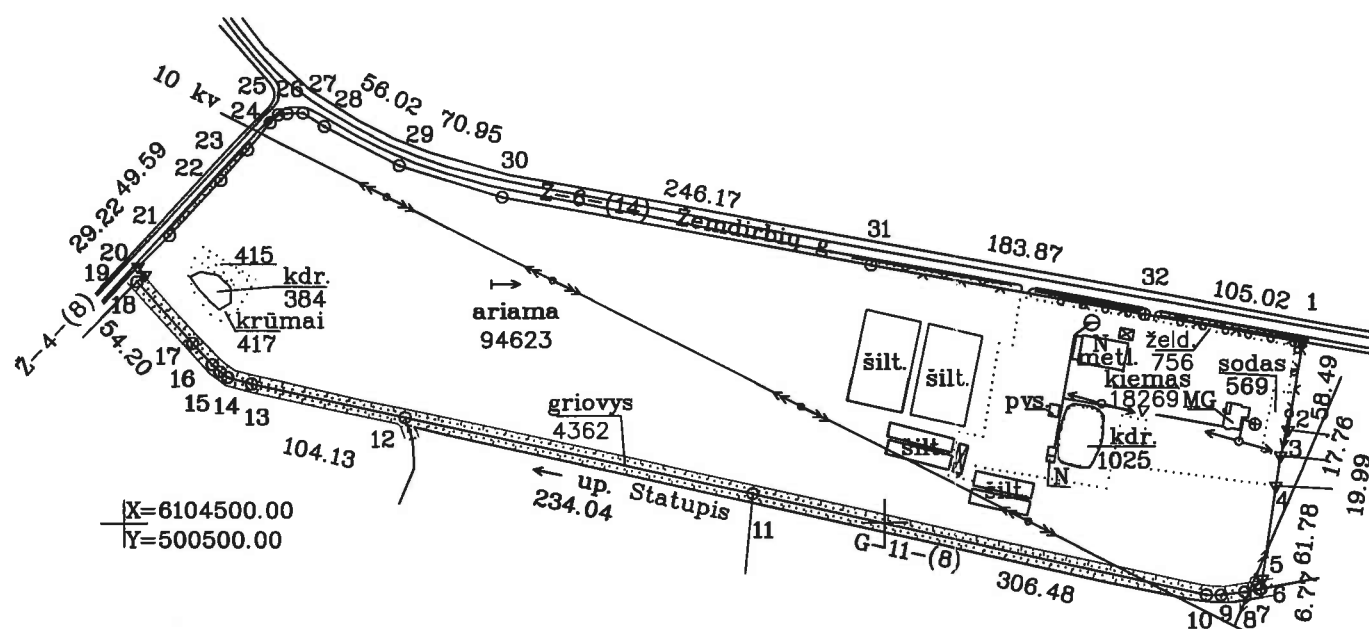 10 kv
25
26
27
28
56.02
70.95
24
23
22
29
30
49.59
21
29.22
20
19
18
Ž-6-(14) Žemdirbių g
246.17
31
183.87
32
105.02
1
415
kdr.
384
krūmai
417
ariama
94623
Ž-4-(8)
54.20
17
16
15
14
13
12
104.13
griovys
4362
up. Statupis
234.04
11
G-11-(8)
306.48
šilt.
šilt.
šilt.
šilt.
N
metl.
želd.
756
kiemas
18269
MG
sodas
569
pvs.
kdr.
1025
N
2
58.49
3
17.76
4
19.99
61.78
5
6
6.77
7
8
9
10
X=6104500.00
Y=500500.00